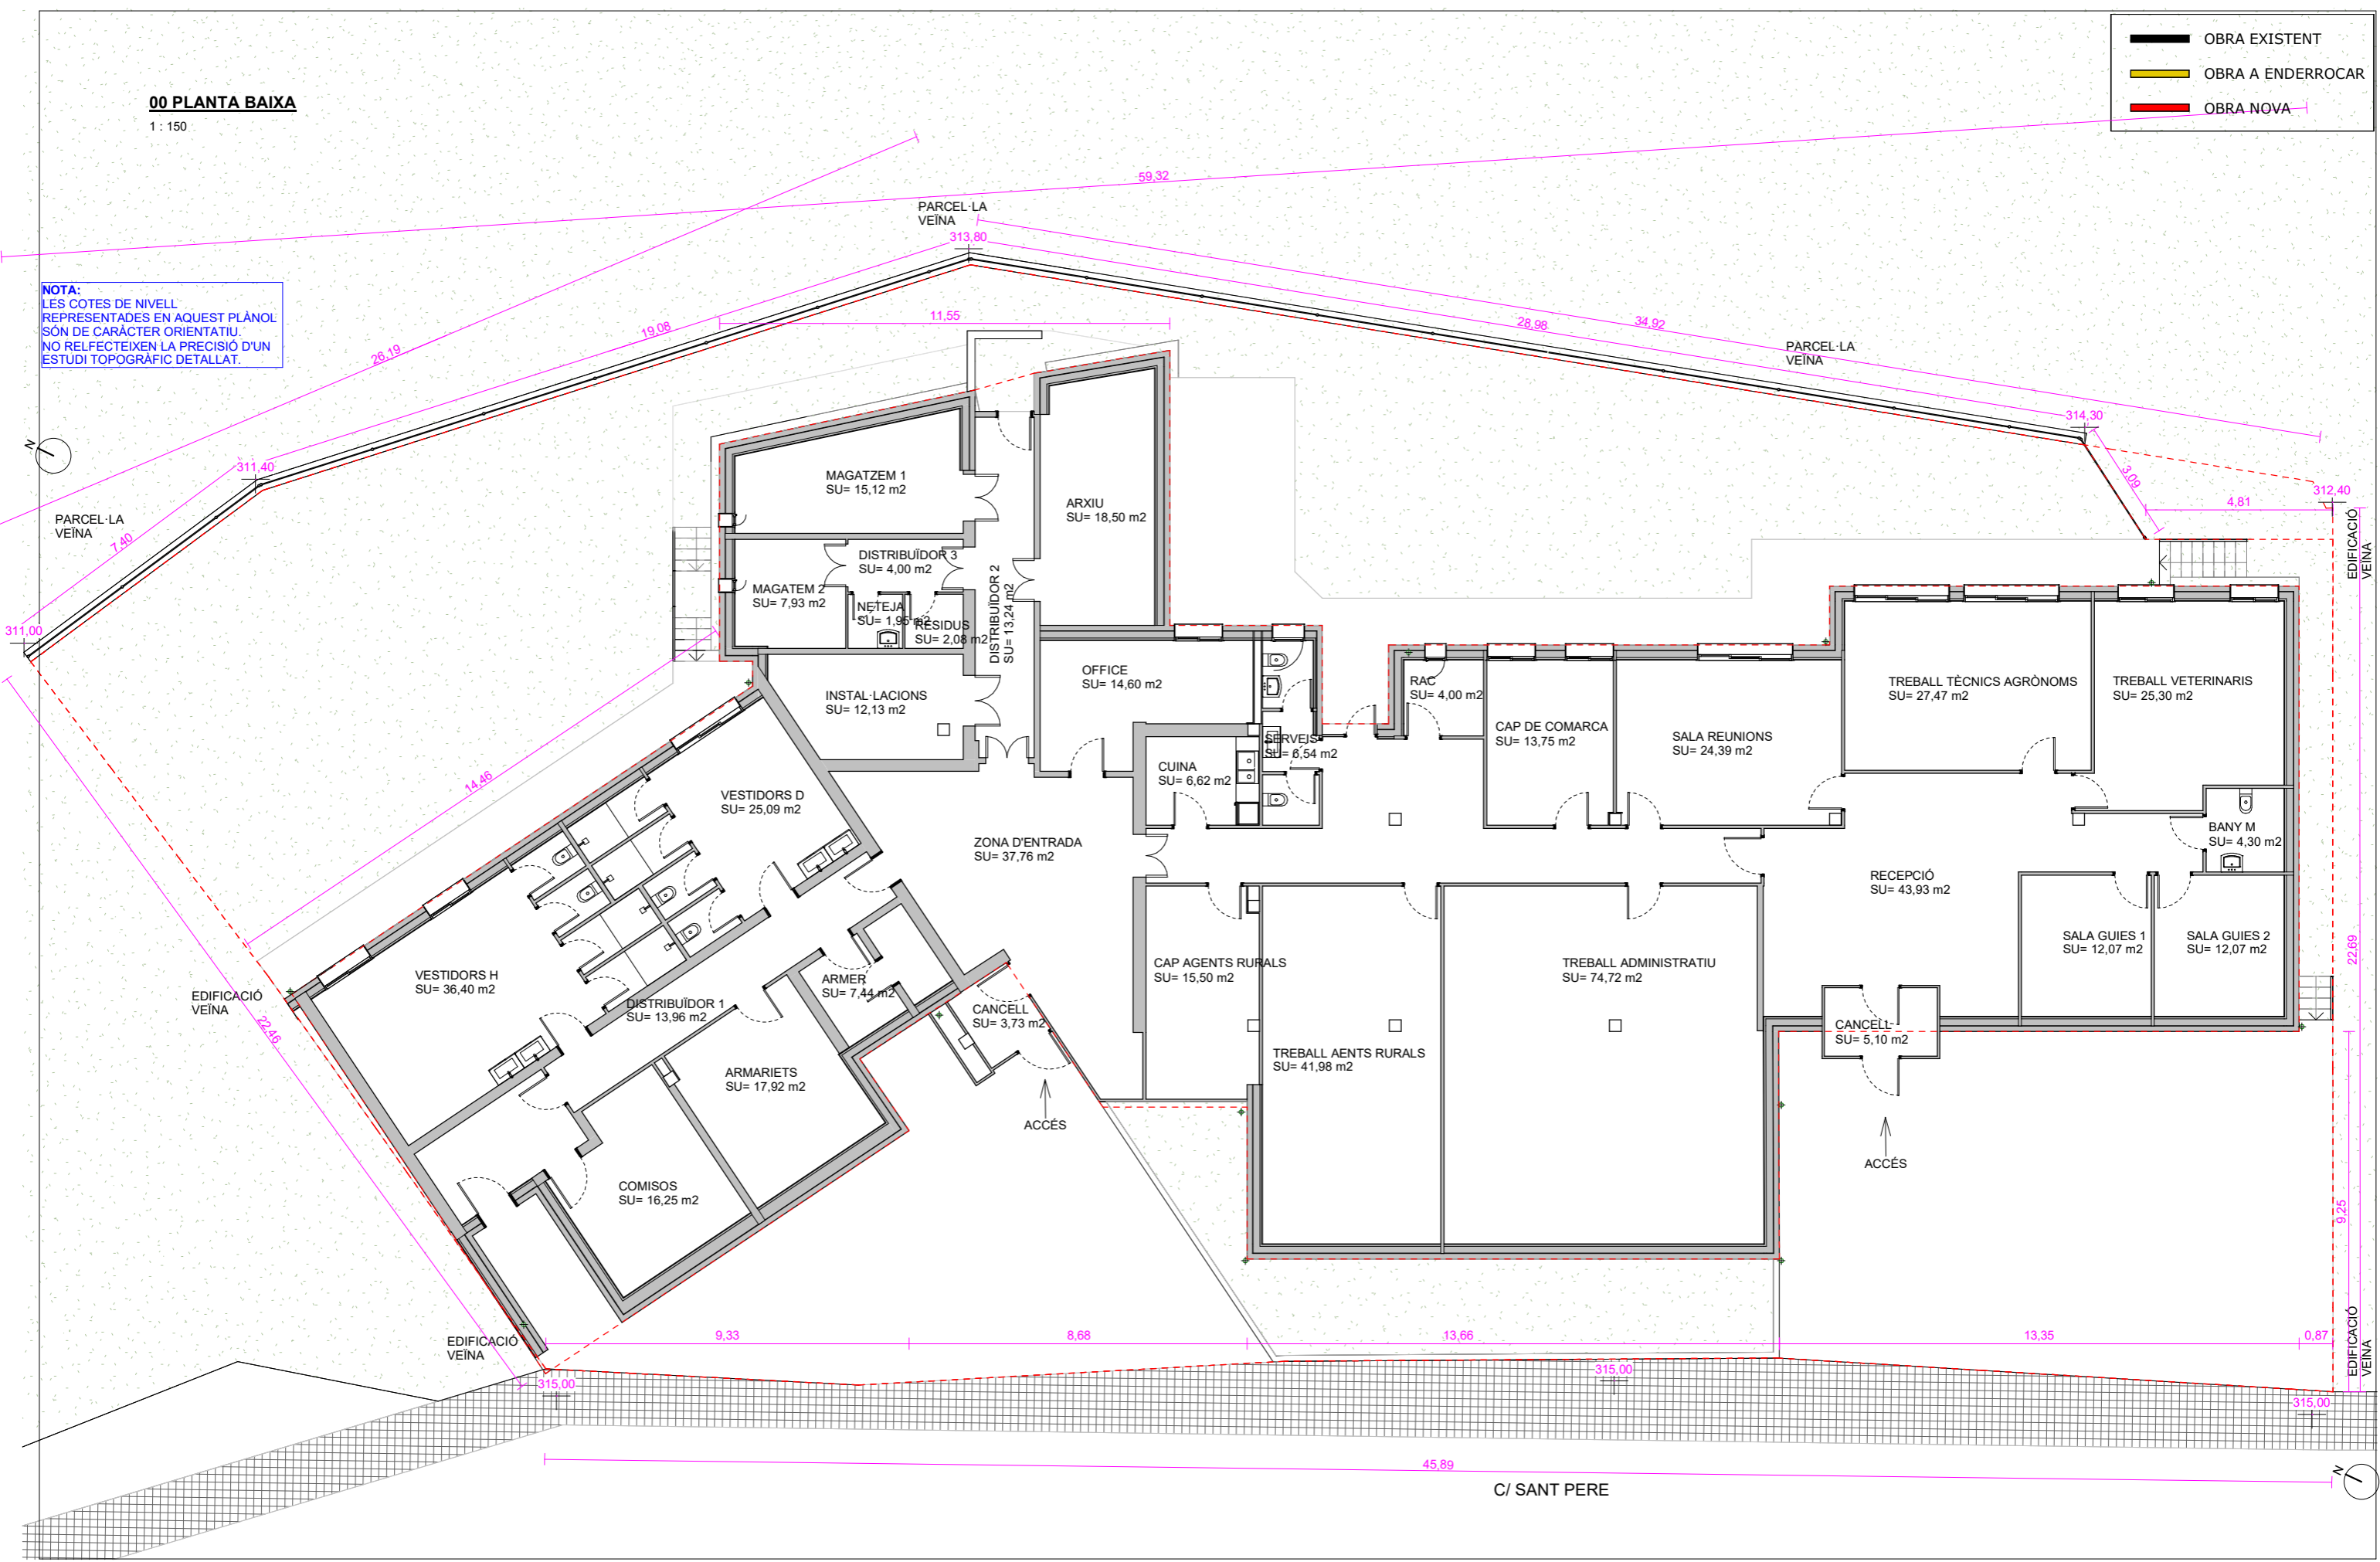 00 PLANTA BAIXA
1 : 150
OBRA EXISTENT
OBRA A ENDERROCAR
OBRA NOVA
59,32
PARCEL·LA
VEÏNA
313,80
NOTA:
LES COTES DE NIVELL
REPRESENTADES EN AQUEST PLÀNOL
SÓN DE CARÀCTER ORIENTATIU.
NO RELFECTEIXEN LA PRECISIÓ D'UN
ESTUDI TOPOGRÀFIC DETALLAT.
26,19
19,08
11,55
28,98
34,92
PARCEL·LA
VEÏNA
314,30
N
311,40
3,09
312,40
4,81
PARCEL·LA
VEÏNA
7,40
311,00
EDIFICACIÓ
VEÏNA
MAGATZEM 1
SU= 15,12 m2
ARXIU
SU= 18,50 m2
DISTRIBUÏDOR 3
SU= 4,00 m2
MAGATEM 2
SU= 7,93 m2
NETEJA
SU= 1,95 m2
RESIDUS
SU= 2,08 m2
DISTRIBUÏDOR 2
SU= 13,24 m2
OFFICE
SU= 14,60 m2
INSTAL·LACIONS
SU= 12,13 m2
RAC
SU= 4,00 m2
CAP DE COMARCA
SU= 13,75 m2
SALA REUNIONS
SU= 24,39 m2
TREBALL TÈCNICS AGRÒNOMS
SU= 27,47 m2
TREBALL VETERINARIS
SU= 25,30 m2
SERVEIS
SU= 6,54 m2
CUINA
SU= 6,62 m2
14,46
VESTIDORS D
SU= 25,09 m2
ZONA D'ENTRADA
SU= 37,76 m2
BANY M
SU= 4,30 m2
RECEPCIÓ
SU= 43,93 m2
SALA GUIES 1
SU= 12,07 m2
SALA GUIES 2
SU= 12,07 m2
22,69
VESTIDORS H
SU= 36,40 m2
ARMER
SU= 7,44 m2
CAP AGENTS RURALS
SU= 15,50 m2
TREBALL ADMINISTRATIU
SU= 74,72 m2
EDIFICACIÓ
VEÏNA
22,46
DISTRIBUÏDOR 1
SU= 13,96 m2
CANCELL
SU= 3,73 m2
CANCELL
SU= 5,10 m2
TREBALL AENTS RURALS
SU= 41,98 m2
ARMARIETS
SU= 17,92 m2
ACCÉS
ACCÉS
COMISOS
SU= 16,25 m2
9,25
EDIFICACIÓ
VEÏNA
9,33
8,68
13,66
13,35
0,87
EDIFICACIÓ
VEÏNA
315,00
315,00
315,00
45,89
C/ SANT PERE
N